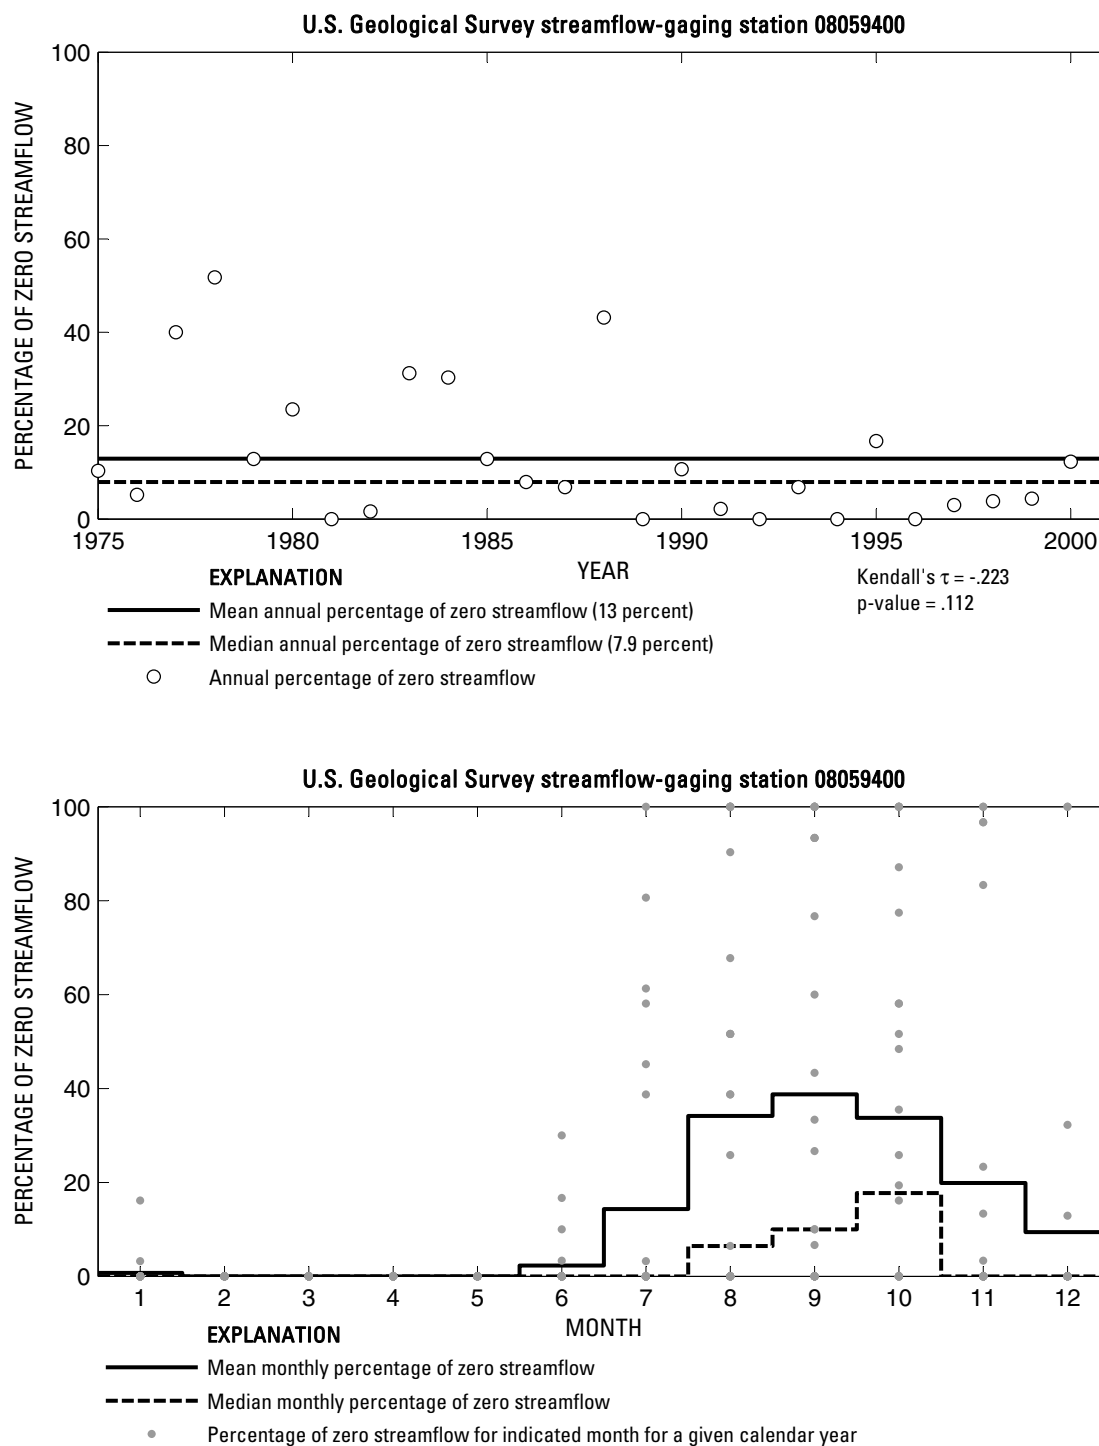 U.S. Geological Survey streamflow-gaging station 08059400
PERCENTAGE OF ZERO STREAMFLOW
100
80
60
40
20
0
1975 1980 1985 1990 1995 2000
YEAR
Kendall's τ = -.223
p-value = .112
EXPLANATION
Mean annual percentage of zero streamflow (13 percent)
Median annual percentage of zero streamflow (7.9 percent)
Annual percentage of zero streamflow
U.S. Geological Survey streamflow-gaging station 08059400
PERCENTAGE OF ZERO STREAMFLOW
100
80
60
40
20
0
1 2 3 4 5 6 7 8 9 10 11 12
MONTH
EXPLANATION
Mean monthly percentage of zero streamflow
Median monthly percentage of zero streamflow
Percentage of zero streamflow for indicated month for a given calendar year